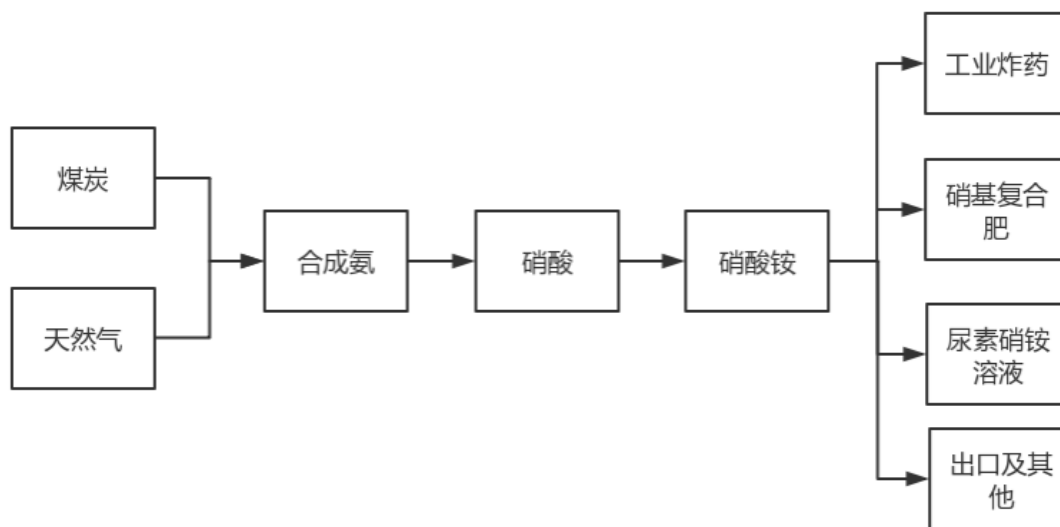 煤炭
天然气
合成氨
硝酸
硝酸铵
工业炸药
硝基复合
肥
尿素硝铵
溶液
出口及其
他